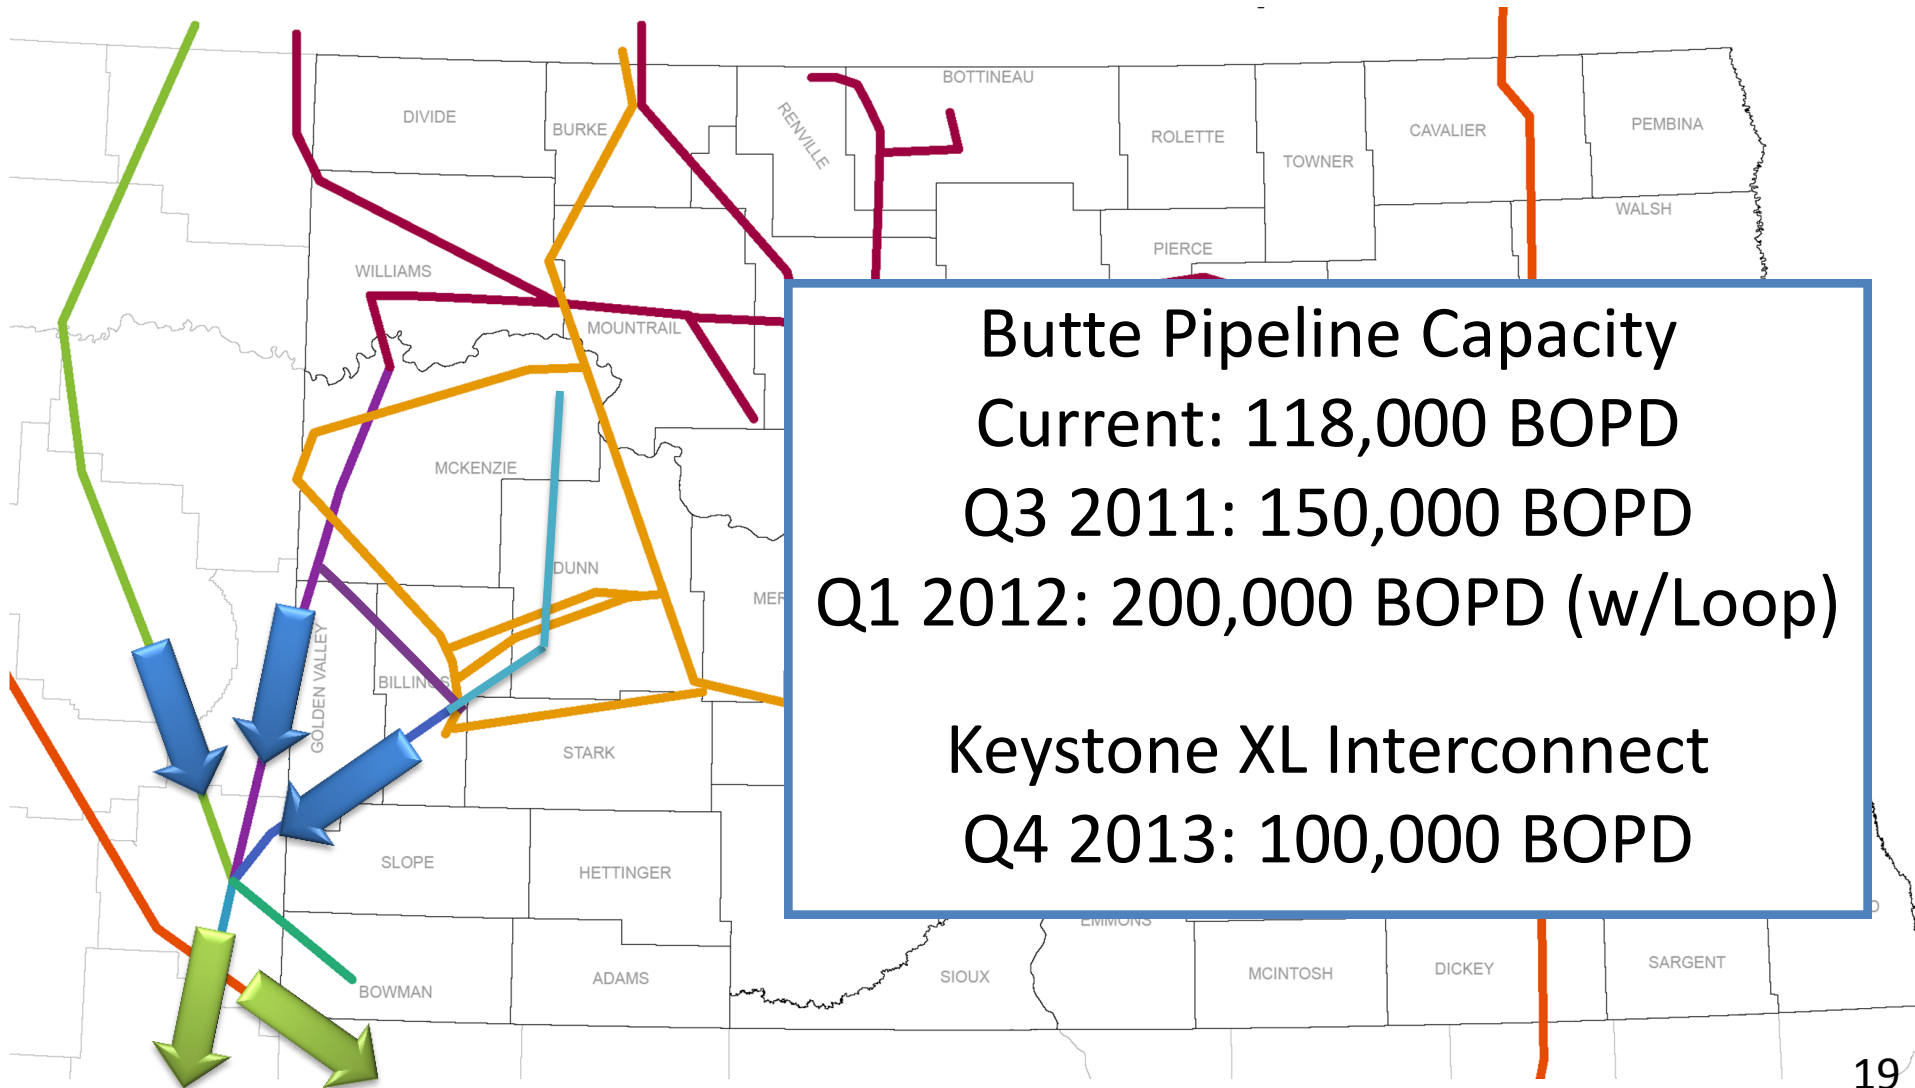 BOTTINEAU
DIVIDE
BURKE
RENVILLE
ROLETTE
TOWNER
CAVALIER
PEMBINA
WALSH
PIERCE
WILLIAMS
MOUNTRAIL
MCKENZIE
DUNN
MER
GOLDEN VALLEY
BILLINGS
STARK
SLOPE
HETTINGER
BOWMAN
ADAMS
SIOUX
EMMONS
MCINTOSH
DICKEY
SARGENT
Butte Pipeline Capacity
Current: 118,000 BOPD
Q3 2011: 150,000 BOPD
Q1 2012: 200,000 BOPD (w/Loop)
Keystone XL Interconnect
Q4 2013: 100,000 BOPD
19